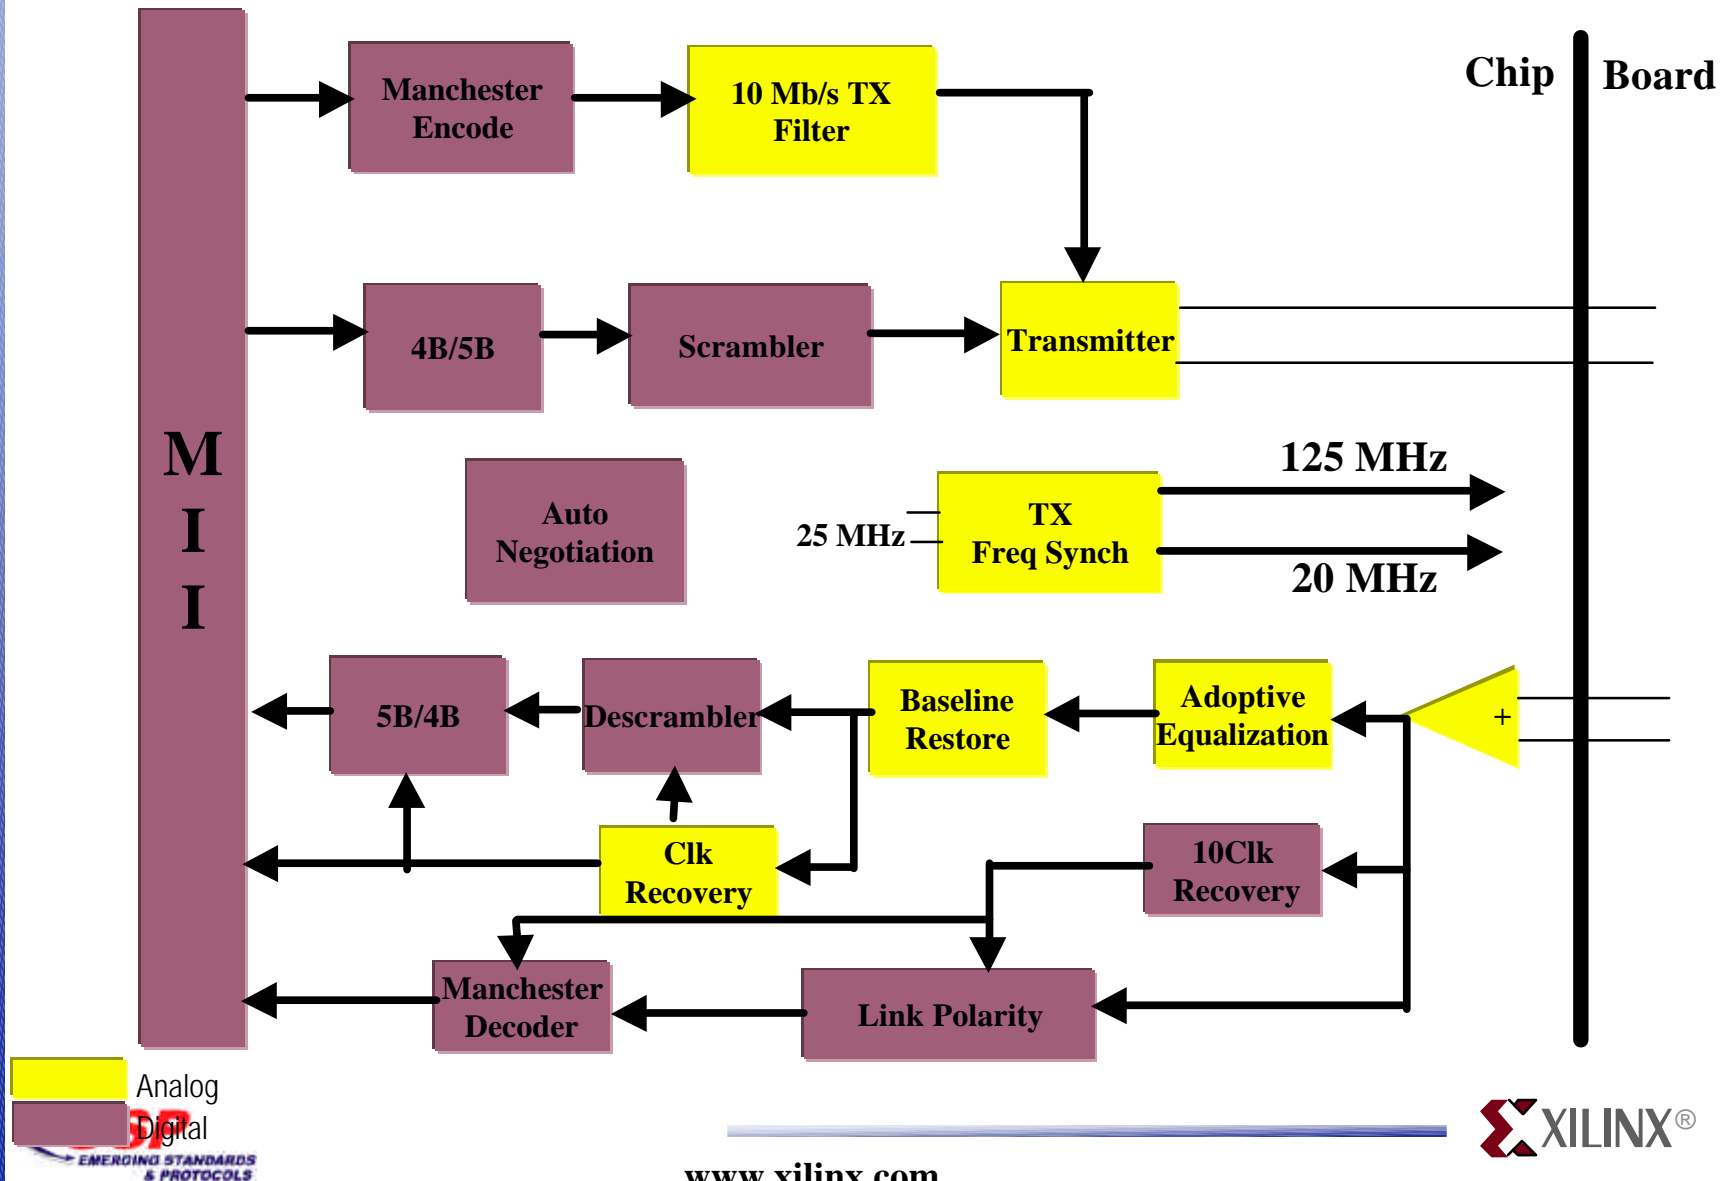 Chip Board
Manchester
Encode
10 Mb/s TX
Filter
4B/5B
Scrambler
Transmitter
M
I
I
Auto
Negotiation
25 MHz
TX
Freq Synch
125 MHz
20 MHz
5B/4B
Descrambler
Baseline
Restore
Adoptive
Equalization
+
Clk
Recovery
10Clk
Recovery
Manchester
Decoder
Link Polarity
Analog
Digital
EMERGING STANDARDS
& PROTOCOLS
www.xilinx.com
XILINX®